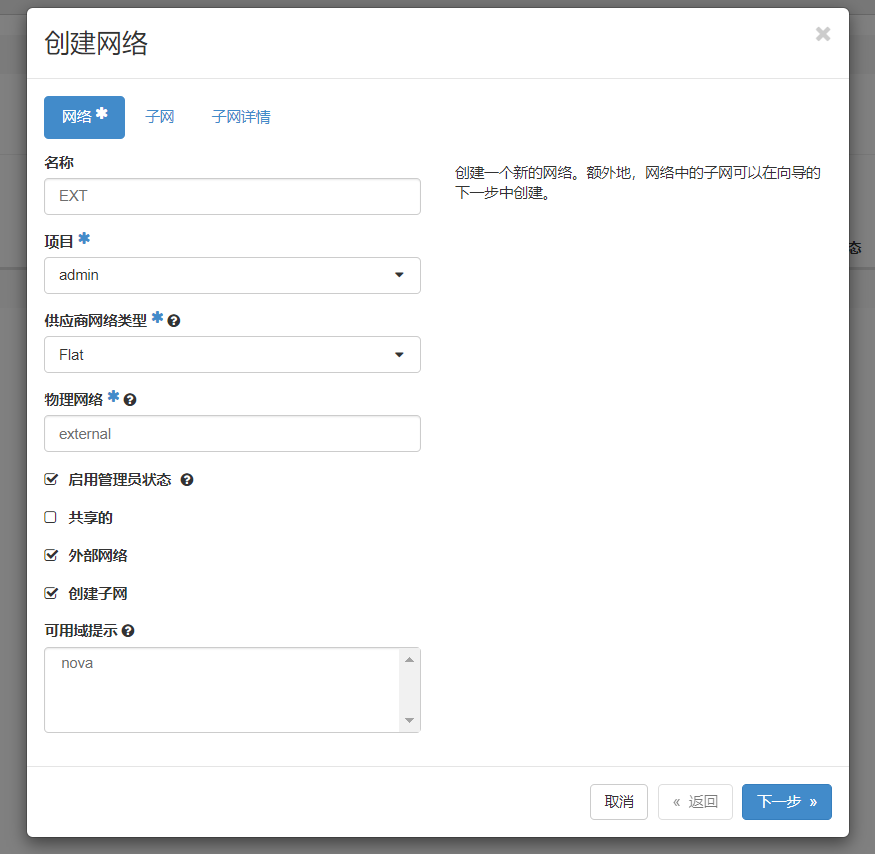 创建网络
网络 子网 子网详情
名称
EXT
创建一个新的网络。额外地，网络中的子网可以在向导的
下一步中创建。
项目
admin
态
供应商网络类型
Flat
物理网络
external
启用管理员状态
共享的
外部网络
创建子网
可用域提示
nova
取消 « 返回 下一步 »